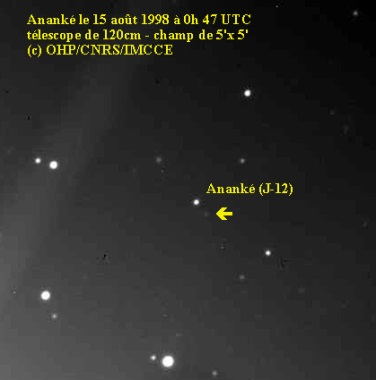 Ananké le 15 août 1998 à 0h 47 UTC
télescope de 120cm - champ de 5'x 5'
(c) OHP/CNRS/IMCCE
Ananké (J-12)